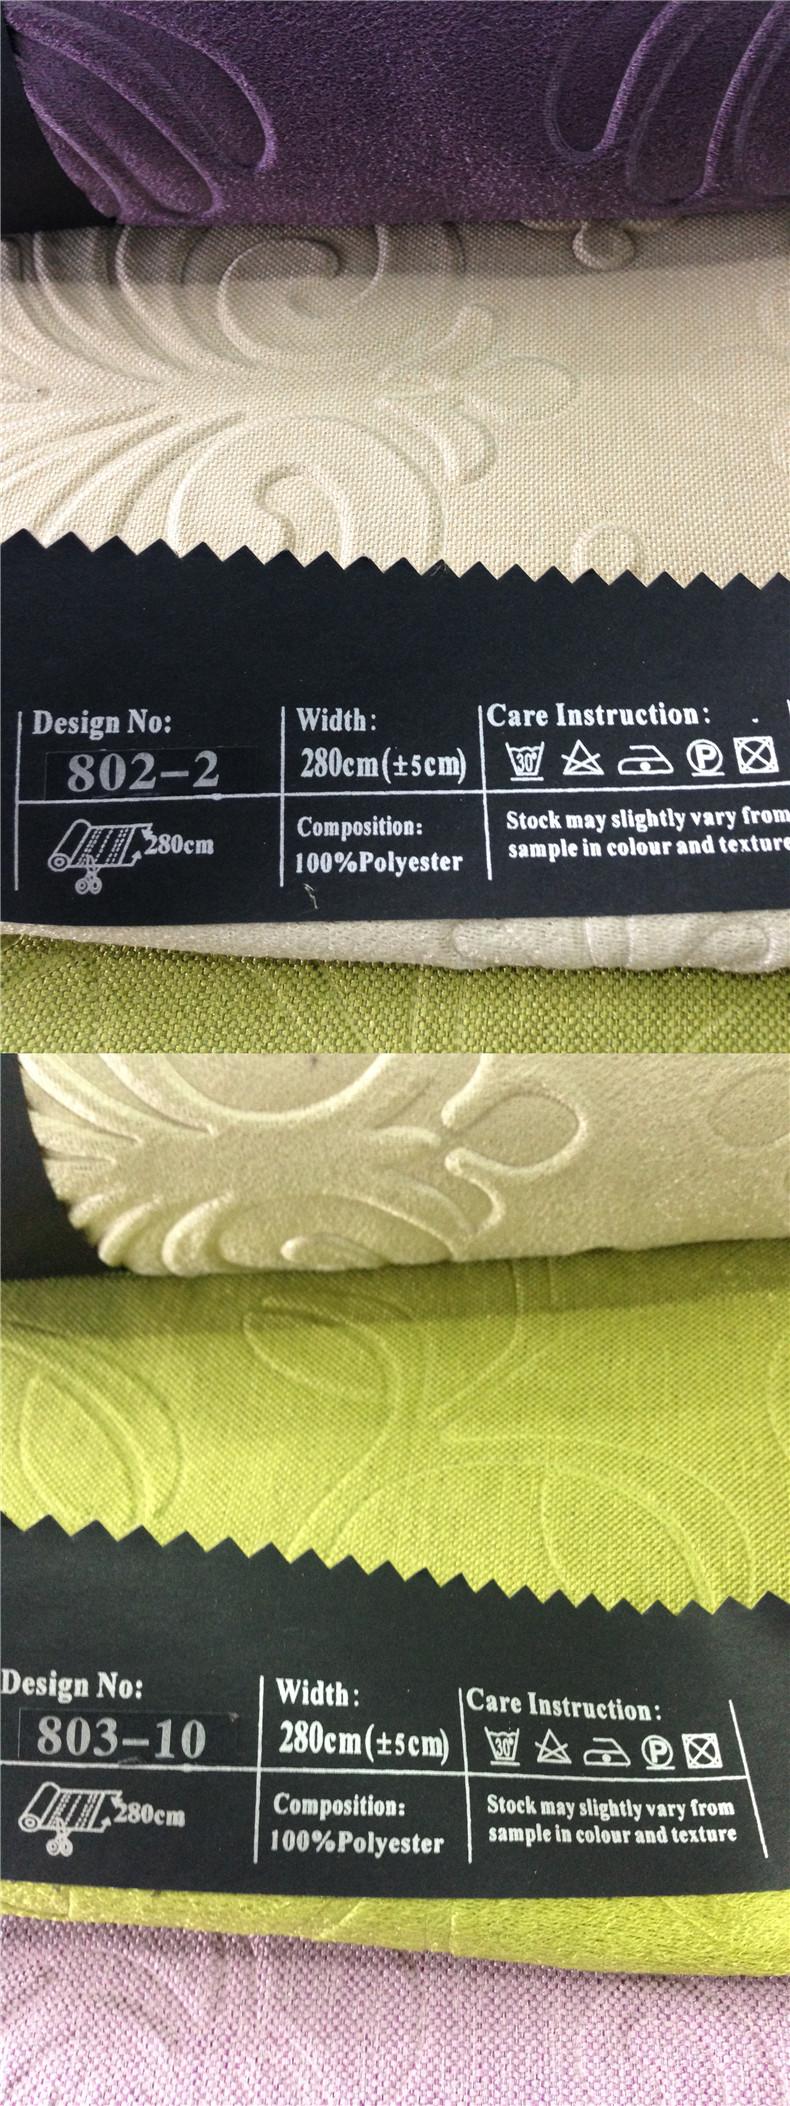 Design No:
802-2
280cm
Width:
280cm(±5cm)
Composition:
100%Polyester
Care Instruction:
30°
P
Stock may slightly vary from
sample in colour and texture
Design No:
803-10
280cm
Width:
280cm(±5cm)
Composition:
100%Polyester
Care Instruction:
30°
P
Stock may slightly vary from
sample in colour and texture